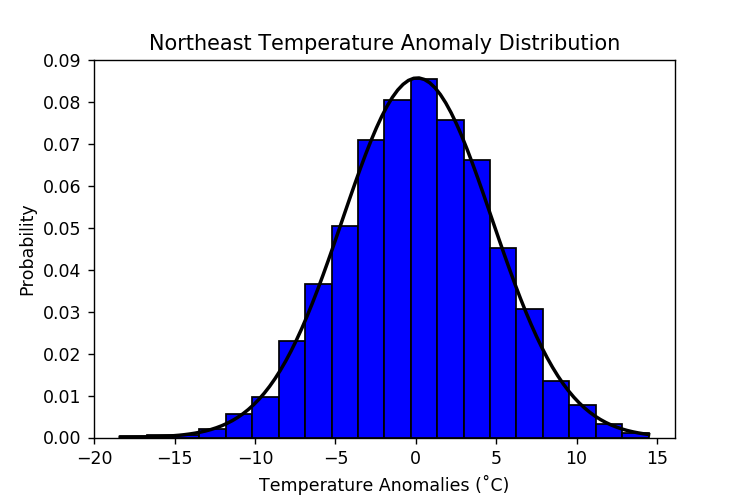 Northeast Temperature Anomaly Distribution
0.09
0.08
0.07
0.06
0.05
0.04
0.03
0.02
0.01
0.00
Probability
−20 −15 −10 −5 0 5 10 15
Temperature Anomalies (˚C)